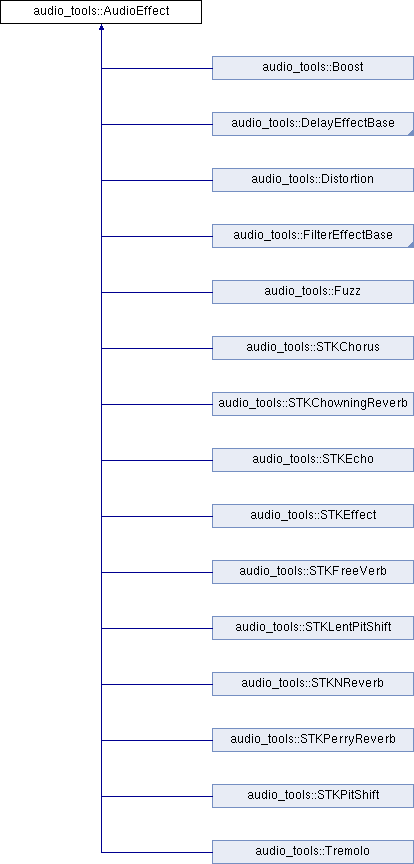 audio_tools::AudioEffect
audio_tools::Boost
audio_tools::DelayEffectBase
audio_tools::Distortion
audio_tools::FilterEffectBase
audio_tools::Fuzz
audio_tools::STKChorus
audio_tools::STKChowningReverb
audio_tools::STKEcho
audio_tools::STKEffect
audio_tools::STKFreeVerb
audio_tools::STKLentPitShift
audio_tools::STKNReverb
audio_tools::STKPerryReverb
audio_tools::STKPitShift
audio_tools::Tremolo